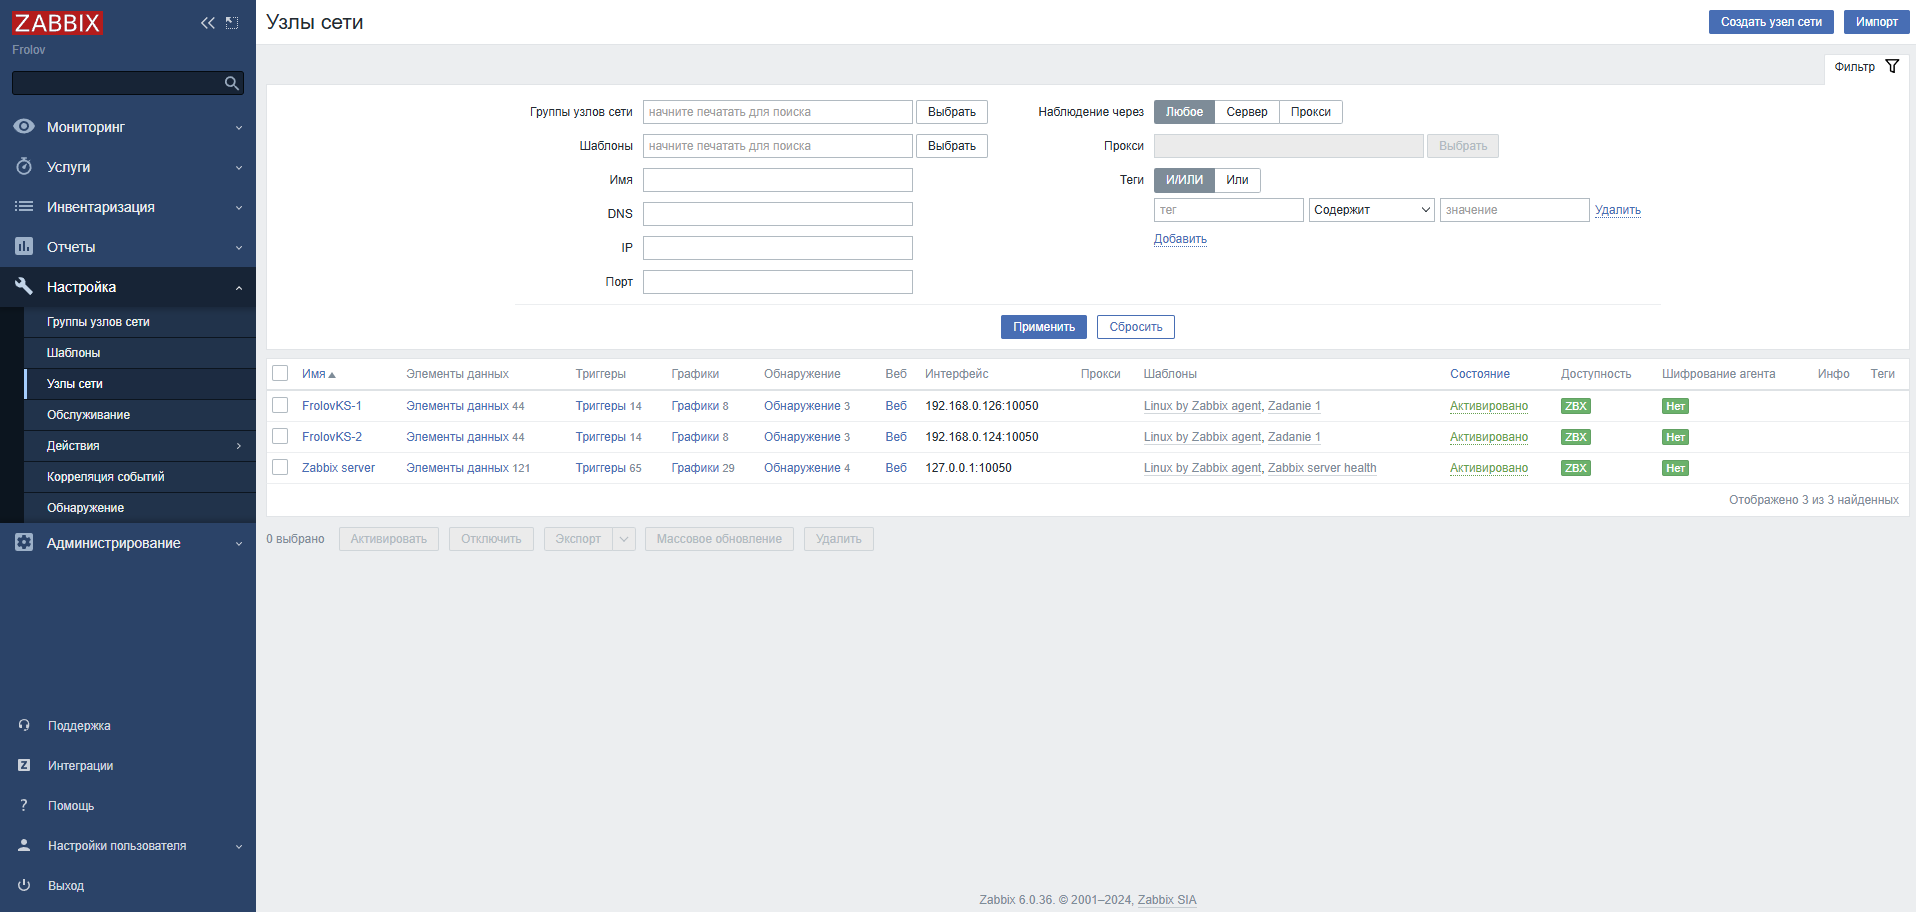 ZABBIX
Frolov
Мониторинг
Услуги
Инвентаризация
Отчеты
Настройка
Группы узлов сети
Шаблоны
Узлы сети
Обслуживание
Действия
Корреляция событий
Обнаружение
Администрирование
Поддержка
Интеграции
Помощь
Настройки пользователя
Выход
Узлы сети
Создать узел сети Импорт
Фильтр
Группы узлов сети начните печатать для поиска Выбрать
Шаблоны начните печатать для поиска Выбрать
Имя
DNS
IP
Порт
Наблюдение через Любое Сервер Прокси
Прокси Выбрать
Теги И/ИЛИ Или
тег Содержит значение Удалить
Добавить
Применить Сбросить
Имя Элементы данных Триггеры Графики Обнаружение Веб Интерфейс Прокси Шаблоны Состояние Доступность Шифрование агента Инфо Теги
FrolovKS-1 Элементы данных 44 Триггеры 14 Графики 8 Обнаружение 3 Веб 192.168.0.126:10050 Linux by Zabbix agent, Zadanie 1 Активировано ZBX Нет
FrolovKS-2 Элементы данных 44 Триггеры 14 Графики 8 Обнаружение 3 Веб 192.168.0.124:10050 Linux by Zabbix agent, Zadanie 1 Активировано ZBX Нет
Zabbix server Элементы данных 121 Триггеры 65 Графики 29 Обнаружение 4 Веб 127.0.0.1:10050 Linux by Zabbix agent, Zabbix server health Активировано ZBX Нет
Отображено 3 из 3 найденных
0 выбрано Активировать Отключить Экспорт Массовое обновление Удалить
Zabbix 6.0.36. © 2001–2024, Zabbix SIA